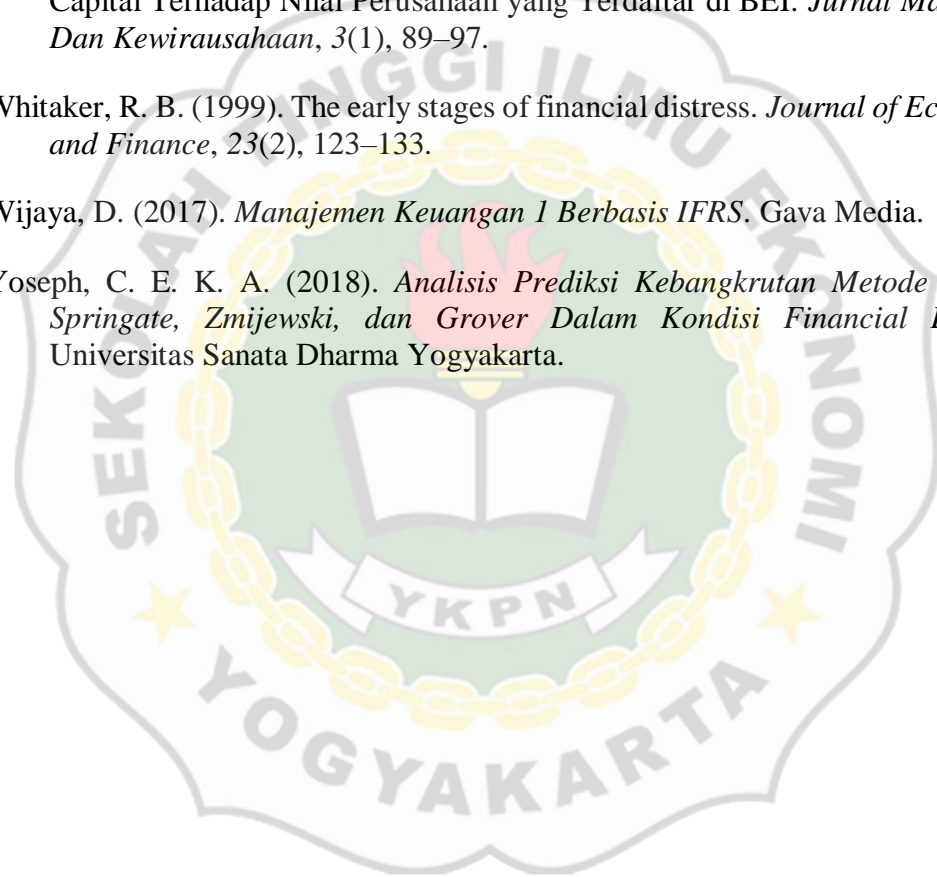 Capital Terhadap Nilai Perusahaan yang Terdaftar di BEI. Jurnal
Dan Kewirausahaan, 3(1), 89–97.
Whitaker, R. B. (1999). The early stages of financial distress. Journal of
and Finance, 23(2), 123–133.
Wijaya, D. (2017). Manajemen Keuangan 1 Berbasis IFRS. Gava Media.
Yoseph, C. E. K. A. (2018). Analisis Prediksi Kebangkrutan Metode
Springate, Zmijewski, dan Grover Dalam Kondisi Financial
Universitas Sanata Dharma Yogyakarta.
SEKOLAH TINGGI ILMU EKONOMI
YKPN
YOGYAKARTA